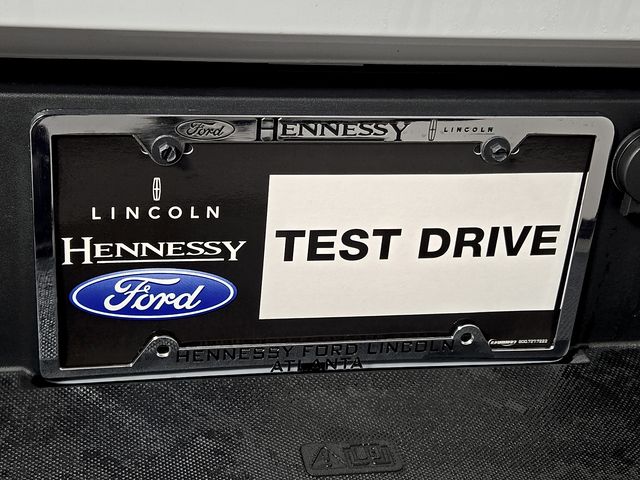 Ford HENNESSY LINCOLN
LINCOLN
HENNESSY
Ford
TEST DRIVE
HENNESSY FORD LINCOLN
ATLANTA